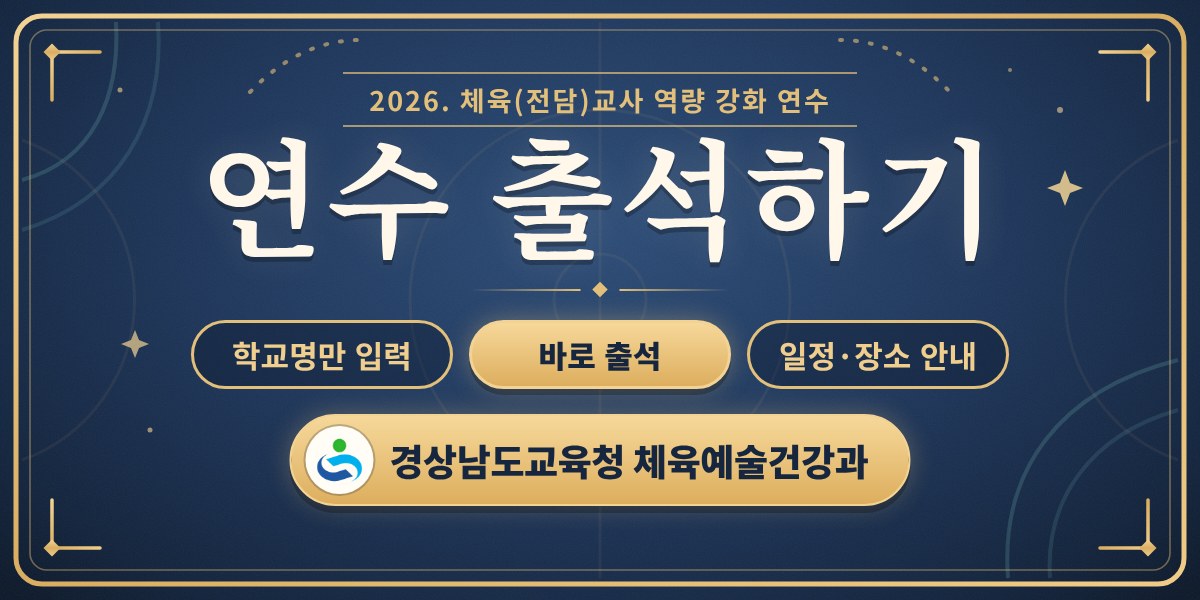 2026. 체육(전담)교사 역량 강화 연수
연수 출석하기
학교명만 입력
바로 출석
일정·장소 안내
경상남도교육청 체육예술건강과